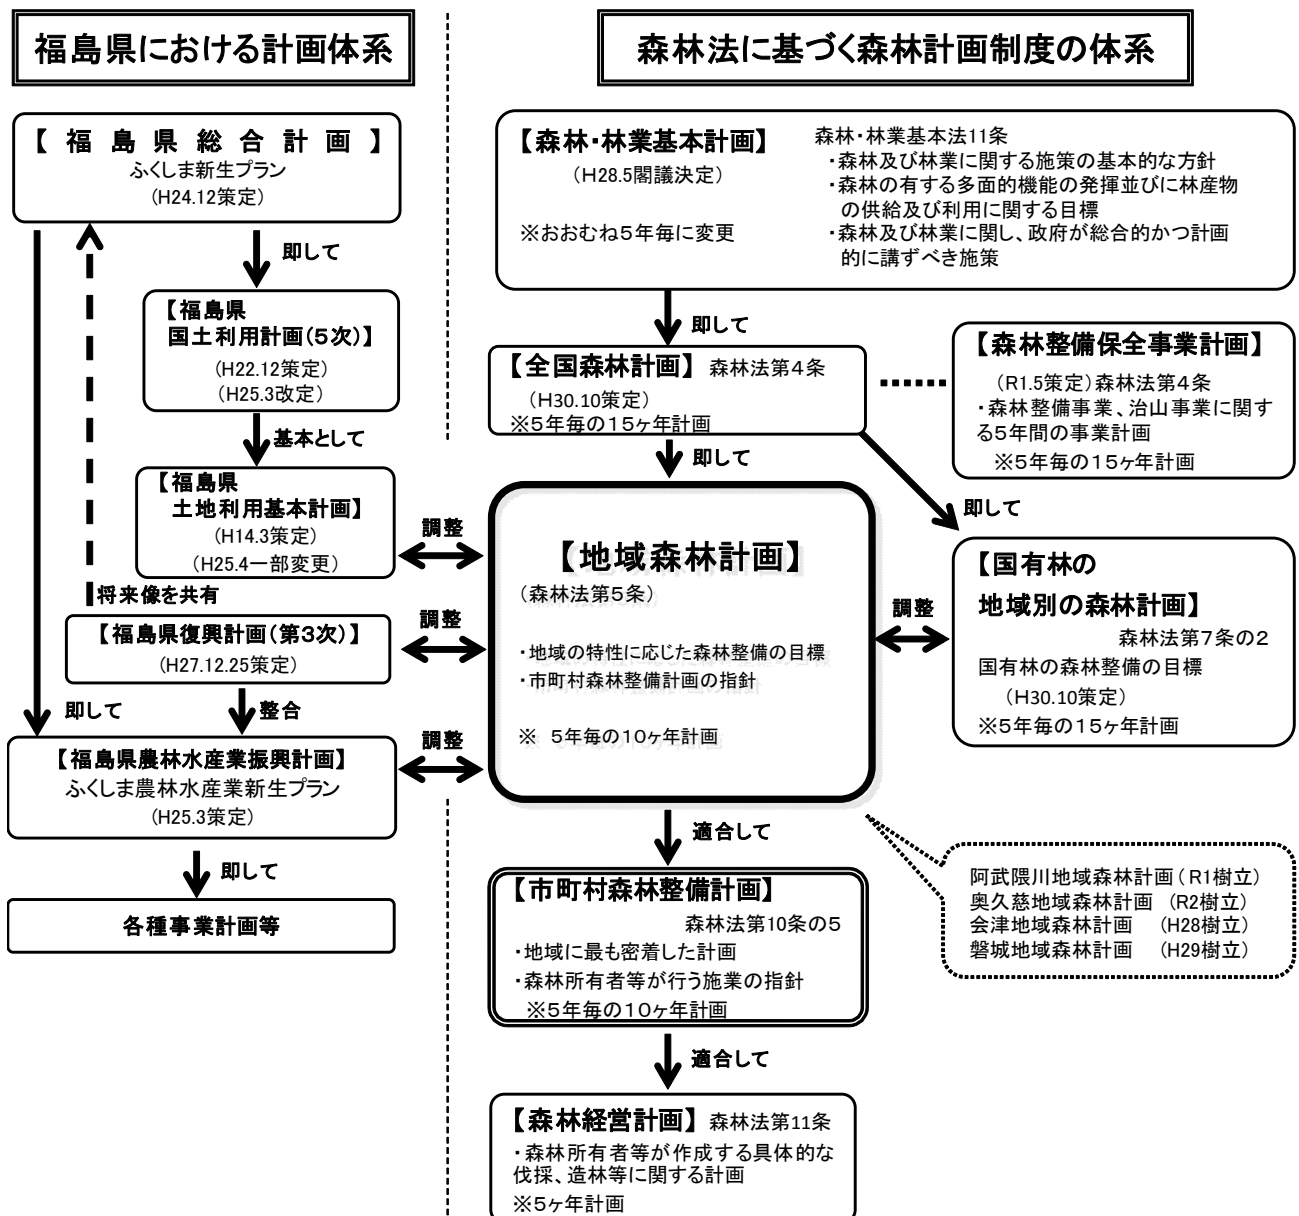 福島県における計画体系
【 福 島 県 総 合 計 画 】
ふくしま新生プラン
(H24.12策定)
即して
【福島県
国土利用計画(5次)】
(H22.12策定)
(H25.3改定)
基本として
【福島県
土地利用基本計画】
(H14.3策定)
(H25.4一部変更)
将来像を共有
【福島県復興計画(第3次)】
(H27.12.25策定)
即して
整合
【福島県農林水産業振興計画】
ふくしま農林水産業新生プラン
(H25.3策定)
即して
各種事業計画等
森林法に基づく森林計画制度の体系
【森林・林業基本計画】
(H28.5閣議決定)
※おおむね5年毎に変更
森林・林業基本法11条
・森林及び林業に関する施策の基本的な方針
・森林の有する多面的機能の発揮並びに林産物
の供給及び利用に関する目標
・森林及び林業に関し、政府が総合的かつ計画
的に講ずべき施策
即して
【全国森林計画】 森林法第4条
(H30.10策定)
※5年毎の15ヶ年計画
【森林整備保全事業計画】
(R1.5策定)森林法第4条
・森林整備事業、治山事業に関す
る5年間の事業計画
※5年毎の15ヶ年計画
即して
即して
調整
調整
調整
【地域森林計画】
(森林法第5条)
・地域の特性に応じた森林整備の目標
・市町村森林整備計画の指針
※ 5年毎の10ヶ年計画
調整
【国有林の
地域別の森林計画】
森林法第7条の2
国有林の森林整備の目標
(H30.10策定)
※5年毎の15ヶ年計画
適合して
阿武隈川地域森林計画(R1樹立)
奥久慈地域森林計画 (R2樹立)
会津地域森林計画 (H28樹立)
磐城地域森林計画 (H29樹立)
【市町村森林整備計画】
森林法第10条の5
・地域に最も密着した計画
・森林所有者等が行う施業の指針
※5年毎の10ヶ年計画
適合して
【森林経営計画】 森林法第11条
・森林所有者等が作成する具体的な
伐採、造林等に関する計画
※5ヶ年計画